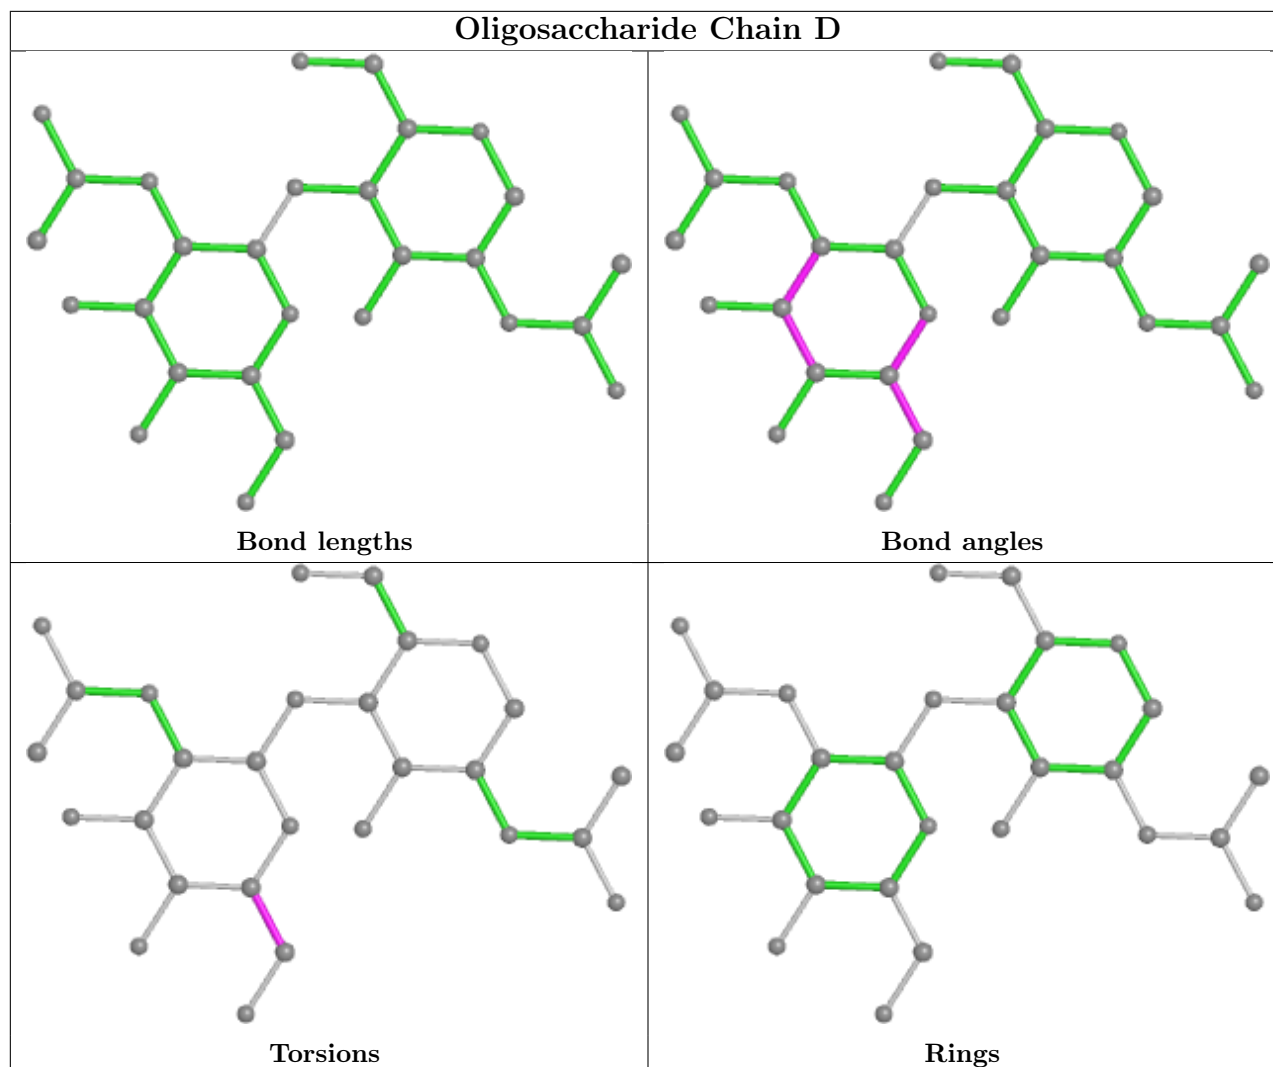 Oligosaccharide Chain D
Bond lengths
Bond angles
Torsions
Rings